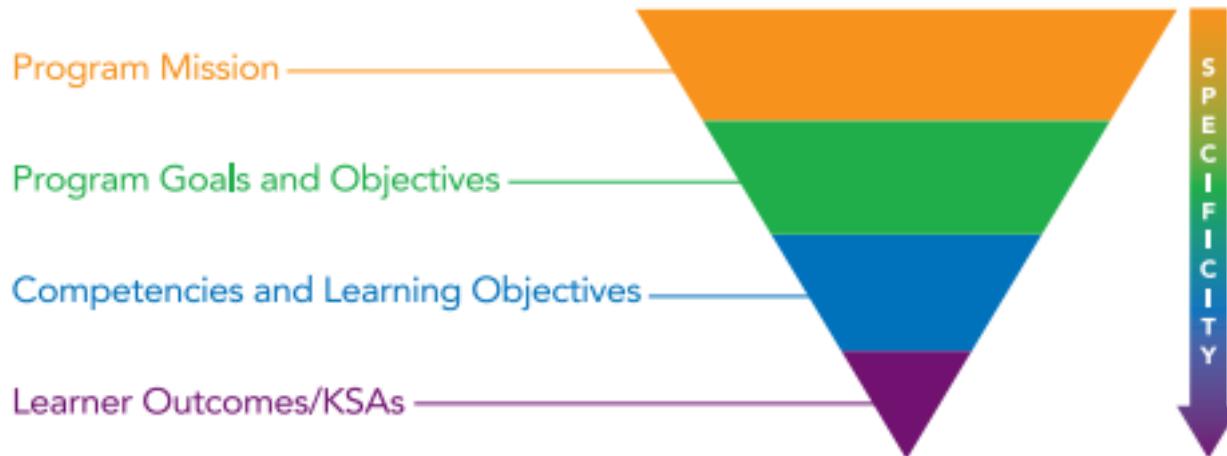 Program Mission
Program Goals and Objectives
Competencies and Learning Objectives
Learner Outcomes/KSAs
SPECIFICITY